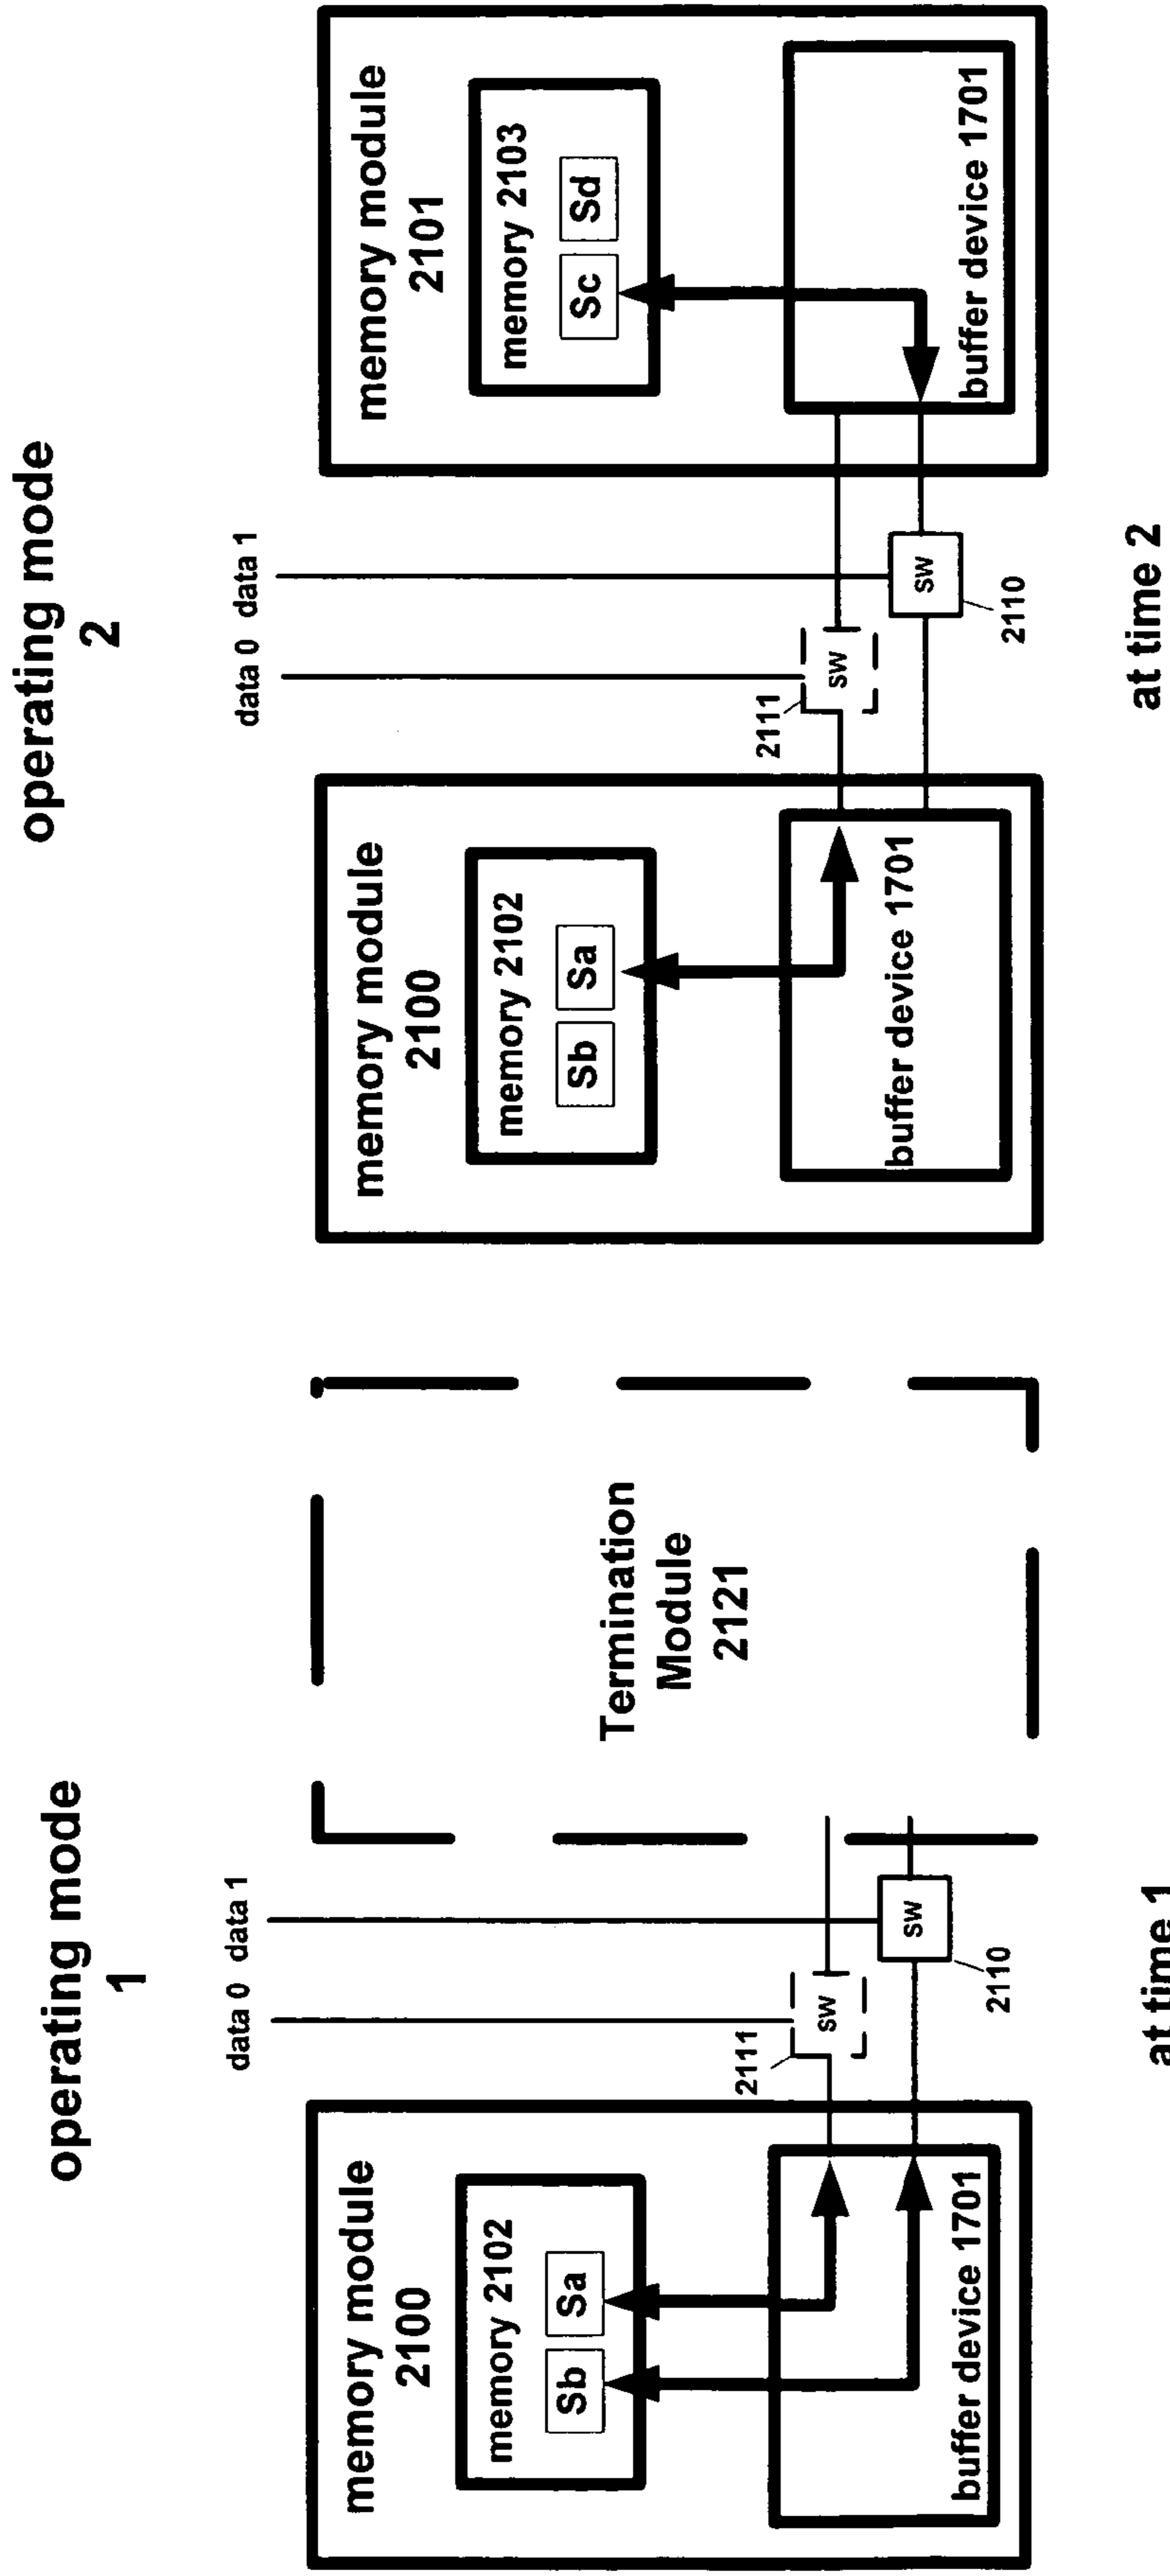 operating mode
1
data 0 data 1
memory module
2100
memory 2102
Sb Sa
buffer device 1701
2111
sw
sw
2110
Termination
Module
2121
at time 1
operating mode
2
data 0 data 1
memory module
2100
memory 2102
Sb Sa
buffer device 1701
2111
sw
sw
2110
memory module
2101
memory 2103
Sc Sd
buffer device 1701
at time 2